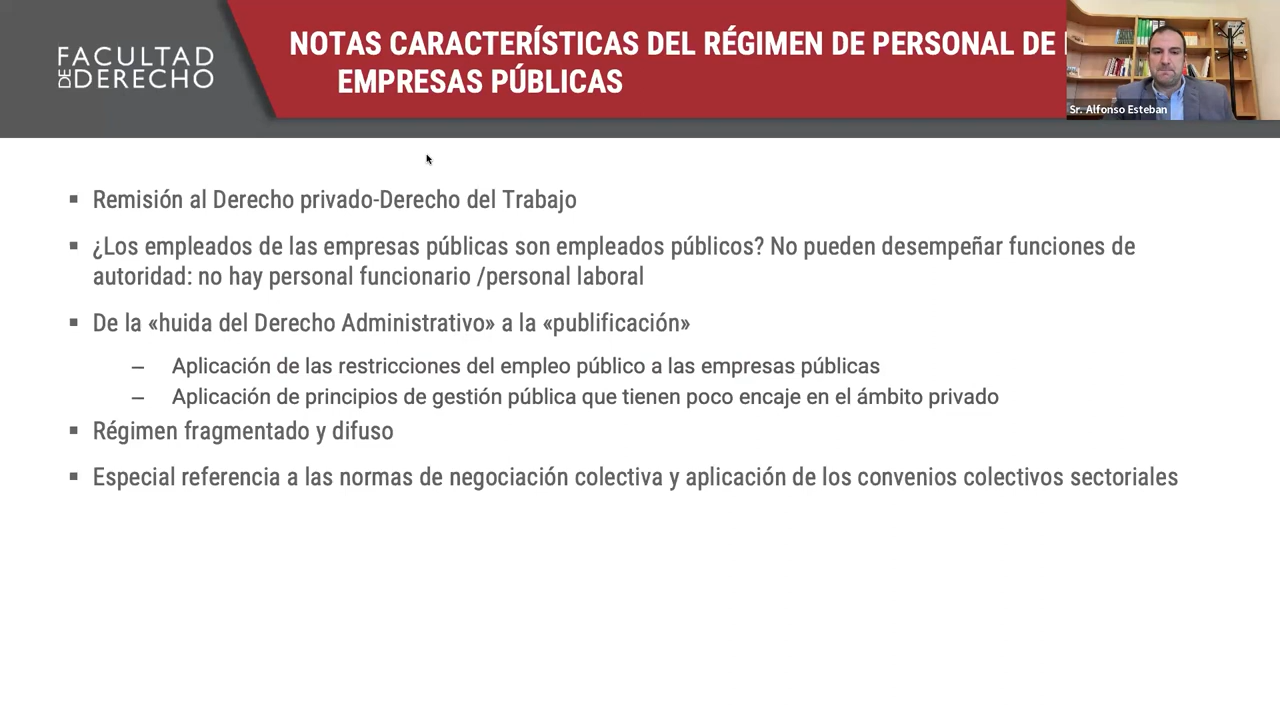 FACULTAD
DE DERECHO
NOTAS CARACTERÍSTICAS DEL RÉGIMEN DE PERSONAL DE
EMPRESAS PÚBLICAS
Sr. Alfonso Esteban
▪ Remisión al Derecho privado-Derecho del Trabajo
▪ ¿Los empleados de las empresas públicas son empleados públicos? No pueden desempeñar funciones de
autoridad: no hay personal funcionario /personal laboral
▪ De la «huida del Derecho Administrativo» a la «publificación»
– Aplicación de las restricciones del empleo público a las empresas públicas
– Aplicación de principios de gestión pública que tienen poco encaje en el ámbito privado
▪ Régimen fragmentado y difuso
▪ Especial referencia a las normas de negociación colectiva y aplicación de los convenios colectivos sectoriales